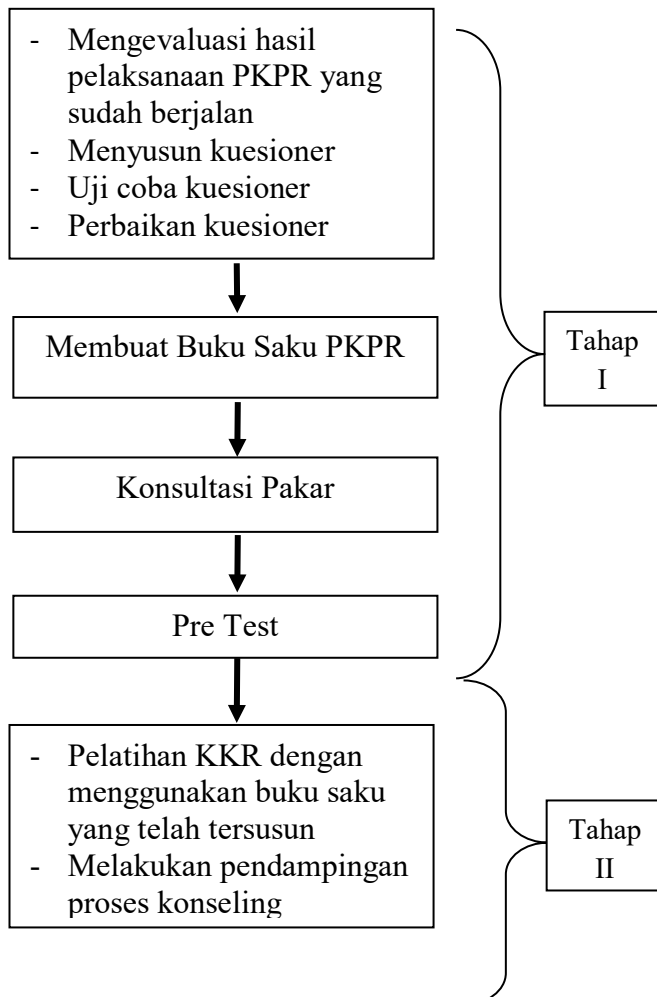 - Mengevaluasi hasil
pelaksanaan PKPR yang
sudah berjalan
- Menyusun kuesioner
- Uji coba kuesioner
- Perbaikan kuesioner
Membuat Buku Saku PKPR
Tahap
I
Konsultasi Pakar
Pre Test
- Pelatihan KKR dengan
menggunakan buku saku
yang telah tersusun
- Melakukan pendampingan
proses konseling
Tahap
II